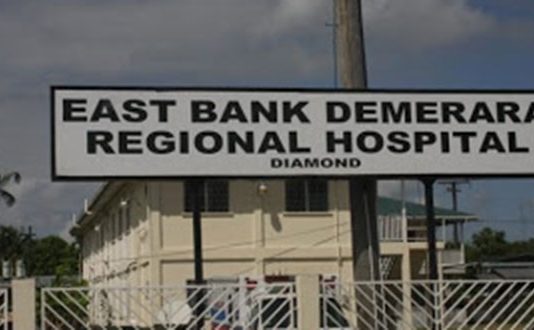 EAST BANK DEMERARA
REGIONAL HOSPITAL
DIAMOND